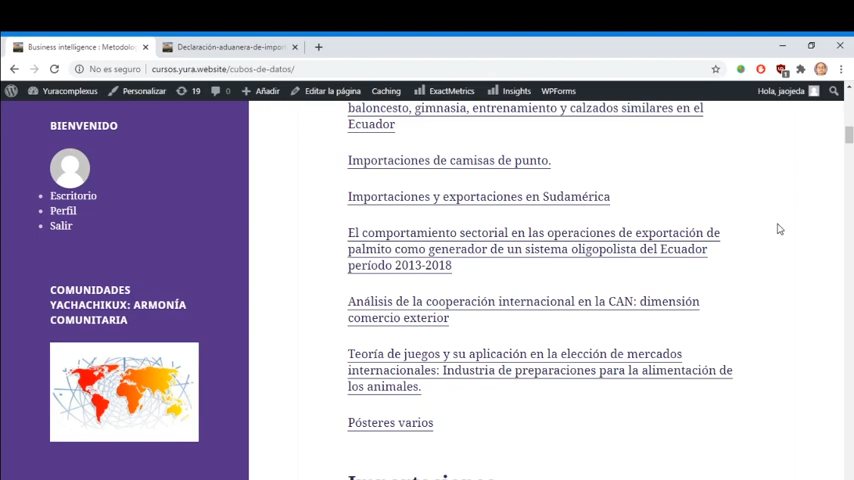 Business intelligence : Metodolo
Declaración-aduanera-de-import
No es seguro
cursos.yura.website/cubos-de-datos/
Yuracomplexus
Personalizar
19
0
Añadir
Editar la página
Caching
ExactMetrics
Insights
WPForms
Hola, jaojeda
BIENVENIDO
Escritorio
Perfil
Salir
COMUNIDADES
YACHACHIKUX: ARMONÍA
COMUNITARIA
baloncesto, gimnasia, entrenamiento y calzados similares en el
Ecuador
Importaciones de camisas de punto.
Importaciones y exportaciones en Sudamérica
El comportamiento sectorial en las operaciones de exportación de
palmito como generador de un sistema oligopolista del Ecuador
período 2013-2018
Análisis de la cooperación internacional en la CAN: dimensión
comercio exterior
Teoría de juegos y su aplicación en la elección de mercados
internacionales: Industria de preparaciones para la alimentación de
los animales.
Pósteres varios
Importaciones